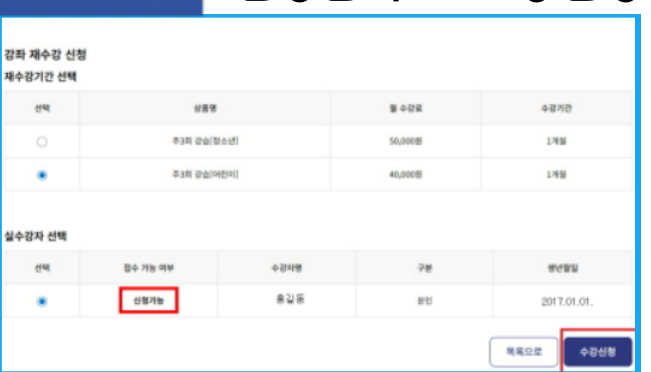 강좌 재수강 신청
재수강기간 선택
선택 상품명 월 수강료 수강기간
주3회 강습[청소년] 50,000원 1개월
주3회 강습[어린이] 40,000원 1개월
실수강자 선택
선택 접수 가능 여부 수강자명 구분 생년월일
신청가능 홍길동 본인 2017.01.01.
목록으로 수강신청